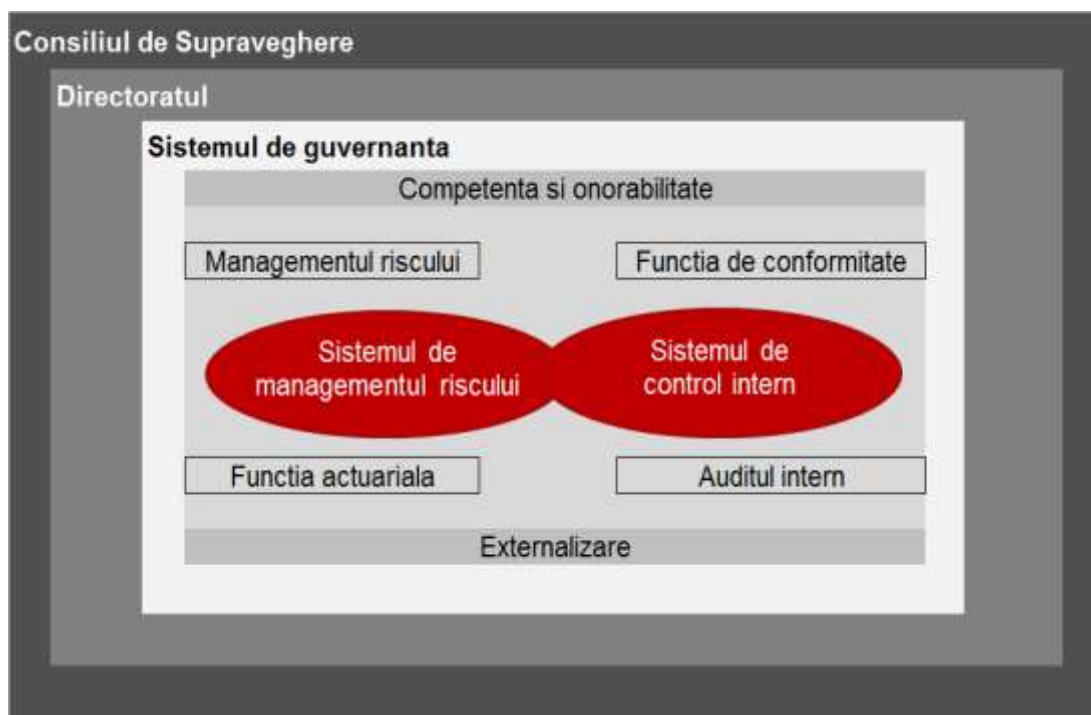 Consiliul de Supraveghere
Directoratul
Sistemul de guvernanta
Competenta si onorabilitate
Managementul riscului
Functia de conformitate
Sistemul de
managementul riscului
Sistemul de
control intern
Functia actuariala
Auditul intern
Externalizare